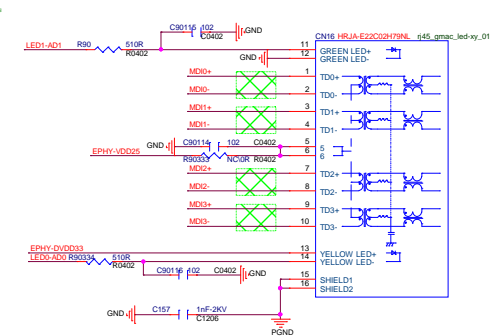 C90115 102
C0402
GND
CN16 HRJA-E22C02H79NL rj45_gmac_led-xy_01
LED1-AD1 R90 510R
R0402
11 GREEN LED+
GND 12 GREEN LED-
MDI0+ 1 TD0+
MDI0- 2 TD0-
MDI1+ 3 TD1+
MDI1- 4 TD1-
GND C90114 102 C0402 5 5
EPHY-VDD25 6 6
R90333 NC\0R R0402
MDI2+ 7 TD2+
MDI2- 8 TD2-
MDI3+ 9 TD3+
MDI3- 10 TD3-
EPHY-DVDD33 13 YELLOW LED+
LED0-AD0 R90334 510R 14 YELLOW LED-
R0402
C90116 102 C0402 GND
15 SHIELD1
16 SHIELD2
GND C157 1nF-2KV
C1206
PGND